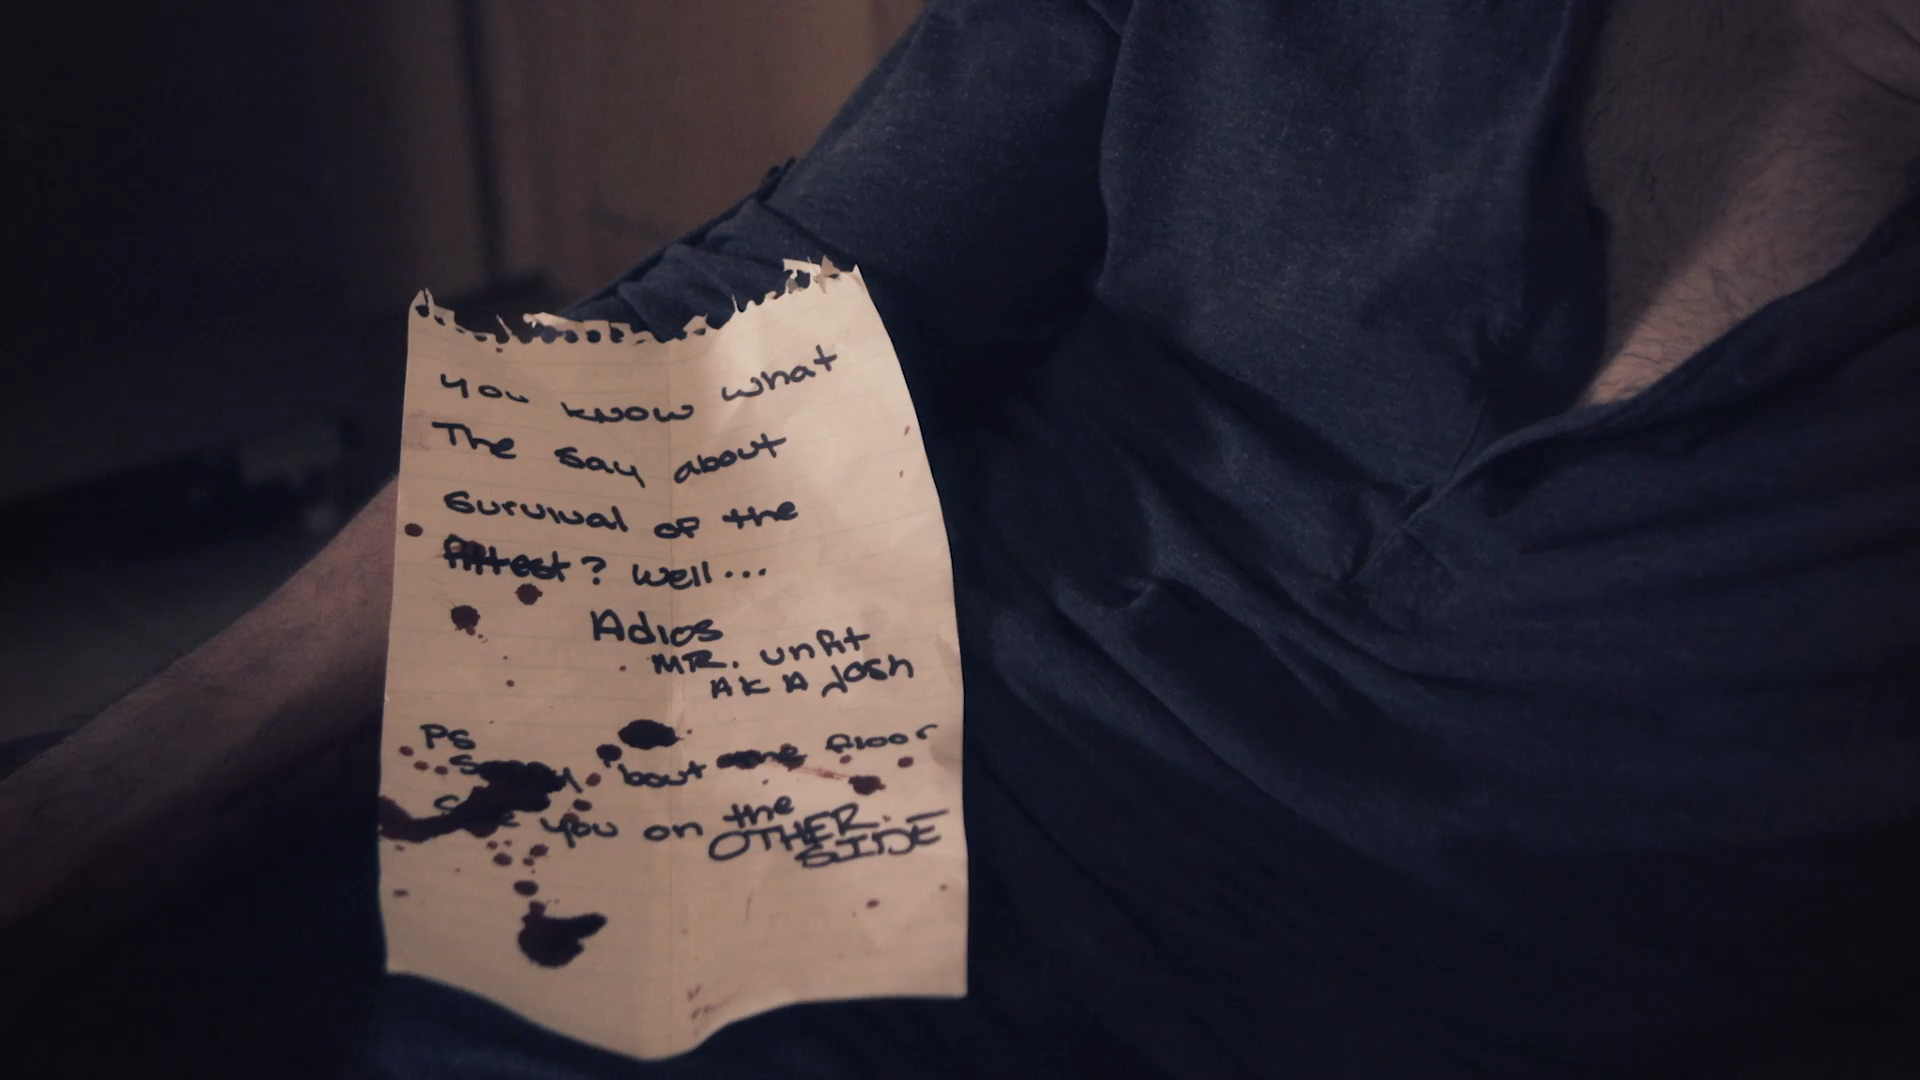 you know what
The say about
survival of the
fittest? well...
Adios
MR. unfit
AKA Josh
PS
bout the floor
you on the
OTHER
SIDE